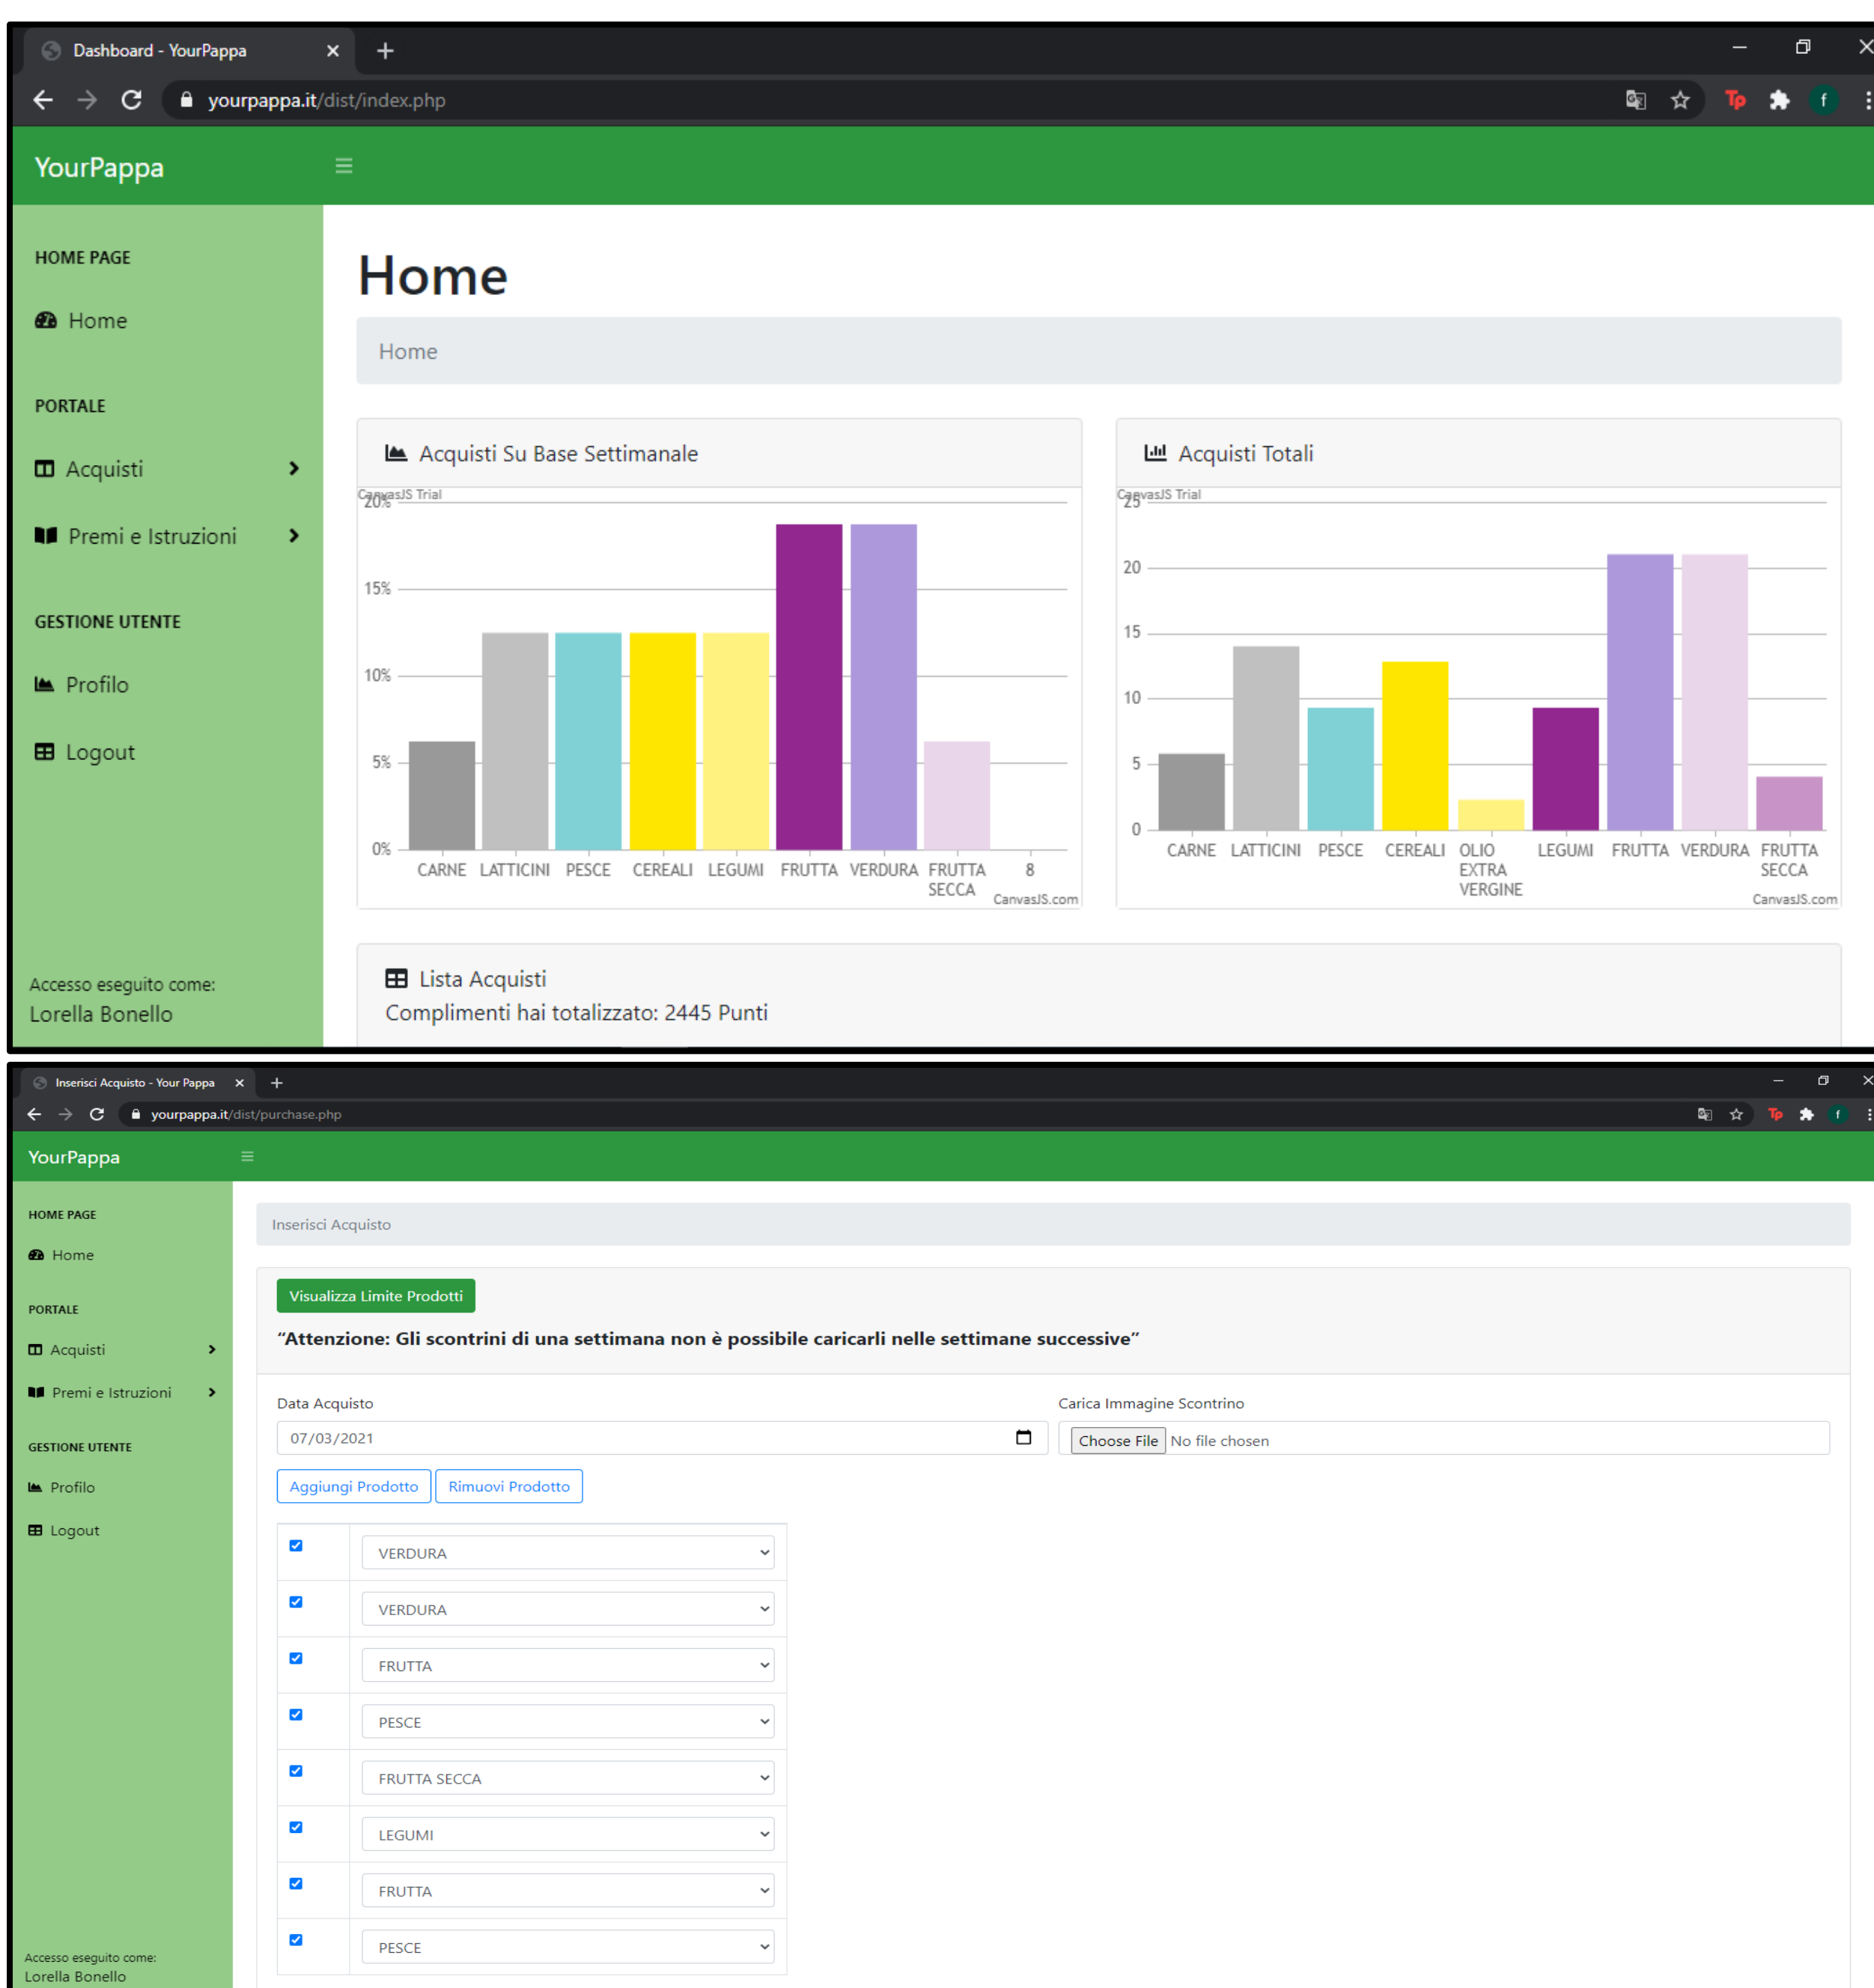 Dashboard - YourPappa
yourpappa.it/dist/index.php
Tp
f
YourPappa
HOME PAGE
Home
PORTALE
Acquisti
Premi e Istruzioni
GESTIONE UTENTE
Profilo
Logout
Accesso eseguito come:
Lorella Bonello
Home
Home
Acquisti Su Base Settimanale
CanvasJS Trial
20%
15%
10%
5%
0%
CARNE LATTICINI PESCE CEREALI LEGUMI FRUTTA VERDURA FRUTTA SECCA 8
CanvasJS.com
Acquisti Totali
CanvasJS Trial
25
20
15
10
5
0
CARNE LATTICINI PESCE CEREALI OLIO EXTRA VERGINE LEGUMI FRUTTA VERDURA FRUTTA SECCA
CanvasJS.com
Lista Acquisti
Complimenti hai totalizzato: 2445 Punti
Inserisci Acquisto - Your Pappa
yourpappa.it/dist/purchase.php
Tp
f
YourPappa
HOME PAGE
Home
PORTALE
Acquisti
Premi e Istruzioni
GESTIONE UTENTE
Profilo
Logout
Accesso eseguito come:
Lorella Bonello
Inserisci Acquisto
Visualizza Limite Prodotti
“Attenzione: Gli scontrini di una settimana non è possibile caricarli nelle settimane successive”
Data Acquisto
07/03/2021
Carica Immagine Scontrino
Choose File No file chosen
Aggiungi Prodotto
Rimuovi Prodotto
VERDURA
VERDURA
FRUTTA
PESCE
FRUTTA SECCA
LEGUMI
FRUTTA
PESCE